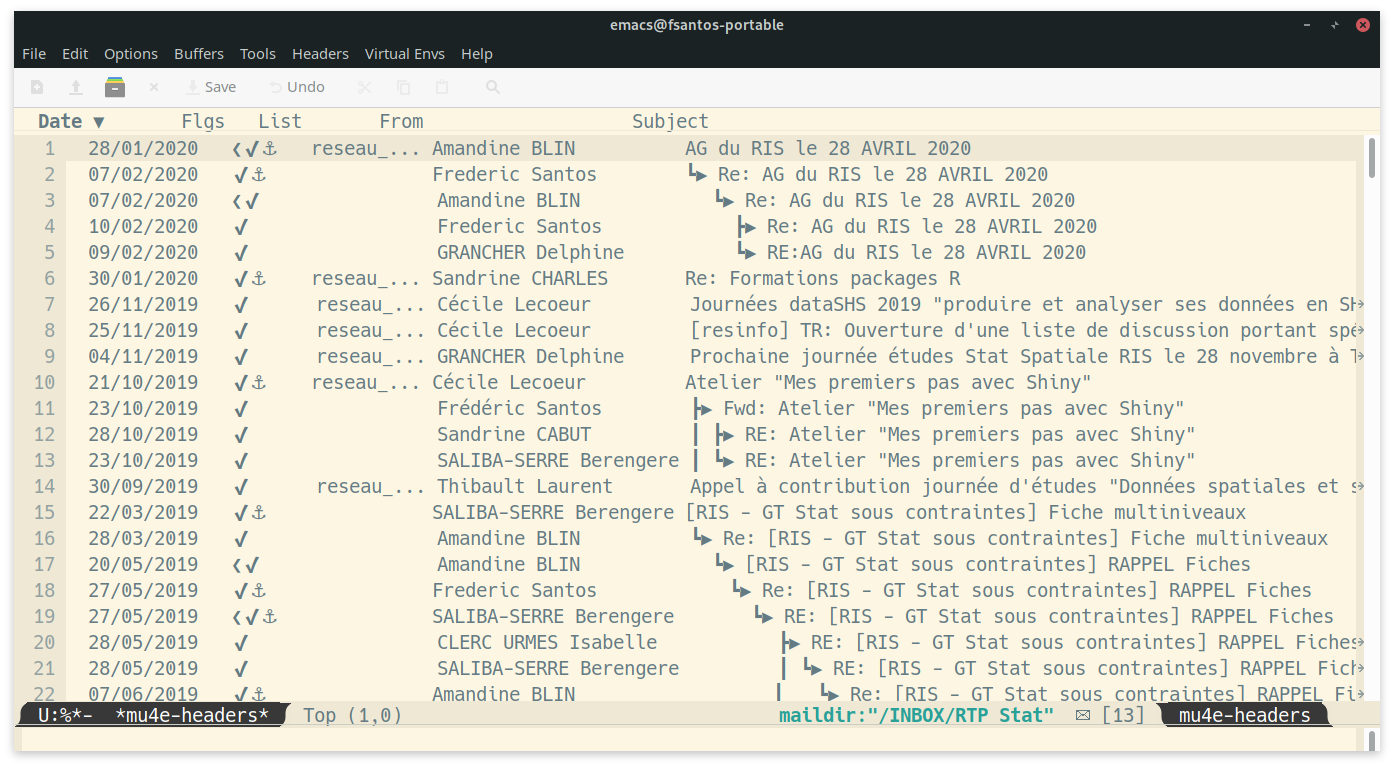 emacs@fsantos-portable
File Edit Options Buffers Tools Headers Virtual Envs Help
Save Undo
Date ▼ Flgs List From Subject
1 28/01/2020 ❮✔⚓ reseau_... Amandine BLIN AG du RIS le 28 AVRIL 2020
2 07/02/2020 ✔⚓ Frederic Santos ┗▶ Re: AG du RIS le 28 AVRIL 2020
3 07/02/2020 ❮✔ Amandine BLIN ┗▶ Re: AG du RIS le 28 AVRIL 2020
4 10/02/2020 ✔ Frederic Santos ┣▶ Re: AG du RIS le 28 AVRIL 2020
5 09/02/2020 ✔ GRANCHER Delphine ┗▶ RE:AG du RIS le 28 AVRIL 2020
6 30/01/2020 ✔⚓ reseau_... Sandrine CHARLES Re: Formations packages R
7 26/11/2019 ✔ reseau_... Cécile Lecoeur Journées dataSHS 2019 "produire et analyser ses données en SH
8 25/11/2019 ✔ reseau_... Cécile Lecoeur [resinfo] TR: Ouverture d'une liste de discussion portant spé
9 04/11/2019 ✔ reseau_... GRANCHER Delphine Prochaine journée études Stat Spatiale RIS le 28 novembre à T
10 21/10/2019 ✔⚓ reseau_... Cécile Lecoeur Atelier "Mes premiers pas avec Shiny"
11 23/10/2019 ✔ Frédéric Santos ┣▶ Fwd: Atelier "Mes premiers pas avec Shiny"
12 28/10/2019 ✔ Sandrine CABUT ┃ ┣▶ RE: Atelier "Mes premiers pas avec Shiny"
13 23/10/2019 ✔ SALIBA-SERRE Berengere ┃ ┗▶ RE: Atelier "Mes premiers pas avec Shiny"
14 30/09/2019 ✔ reseau_... Thibault Laurent Appel à contribution journée d'études "Données spatiales et s
15 22/03/2019 ✔⚓ SALIBA-SERRE Berengere [RIS - GT Stat sous contraintes] Fiche multiniveaux
16 28/03/2019 ✔ Amandine BLIN ┗▶ Re: [RIS - GT Stat sous contraintes] Fiche multiniveaux
17 20/05/2019 ❮✔ Amandine BLIN ┗▶ [RIS - GT Stat sous contraintes] RAPPEL Fiches
18 27/05/2019 ✔⚓ Frederic Santos ┗▶ Re: [RIS - GT Stat sous contraintes] RAPPEL Fiches
19 27/05/2019 ❮✔⚓ SALIBA-SERRE Berengere ┗▶ RE: [RIS - GT Stat sous contraintes] RAPPEL Fiches
20 28/05/2019 ✔ CLERC URMES Isabelle ┣▶ RE: [RIS - GT Stat sous contraintes] RAPPEL Fiches
21 28/05/2019 ✔ SALIBA-SERRE Berengere ┃ ┗▶ RE: [RIS - GT Stat sous contraintes] RAPPEL Fich
22 07/06/2019 ✔⚓ Amandine BLIN ┃ ┗▶ Re: [RIS - GT Stat sous contraintes] RAPPEL Fi
U:%*- *mu4e-headers* Top (1,0) maildir:"/INBOX/RTP Stat" ✉ [13] mu4e-headers